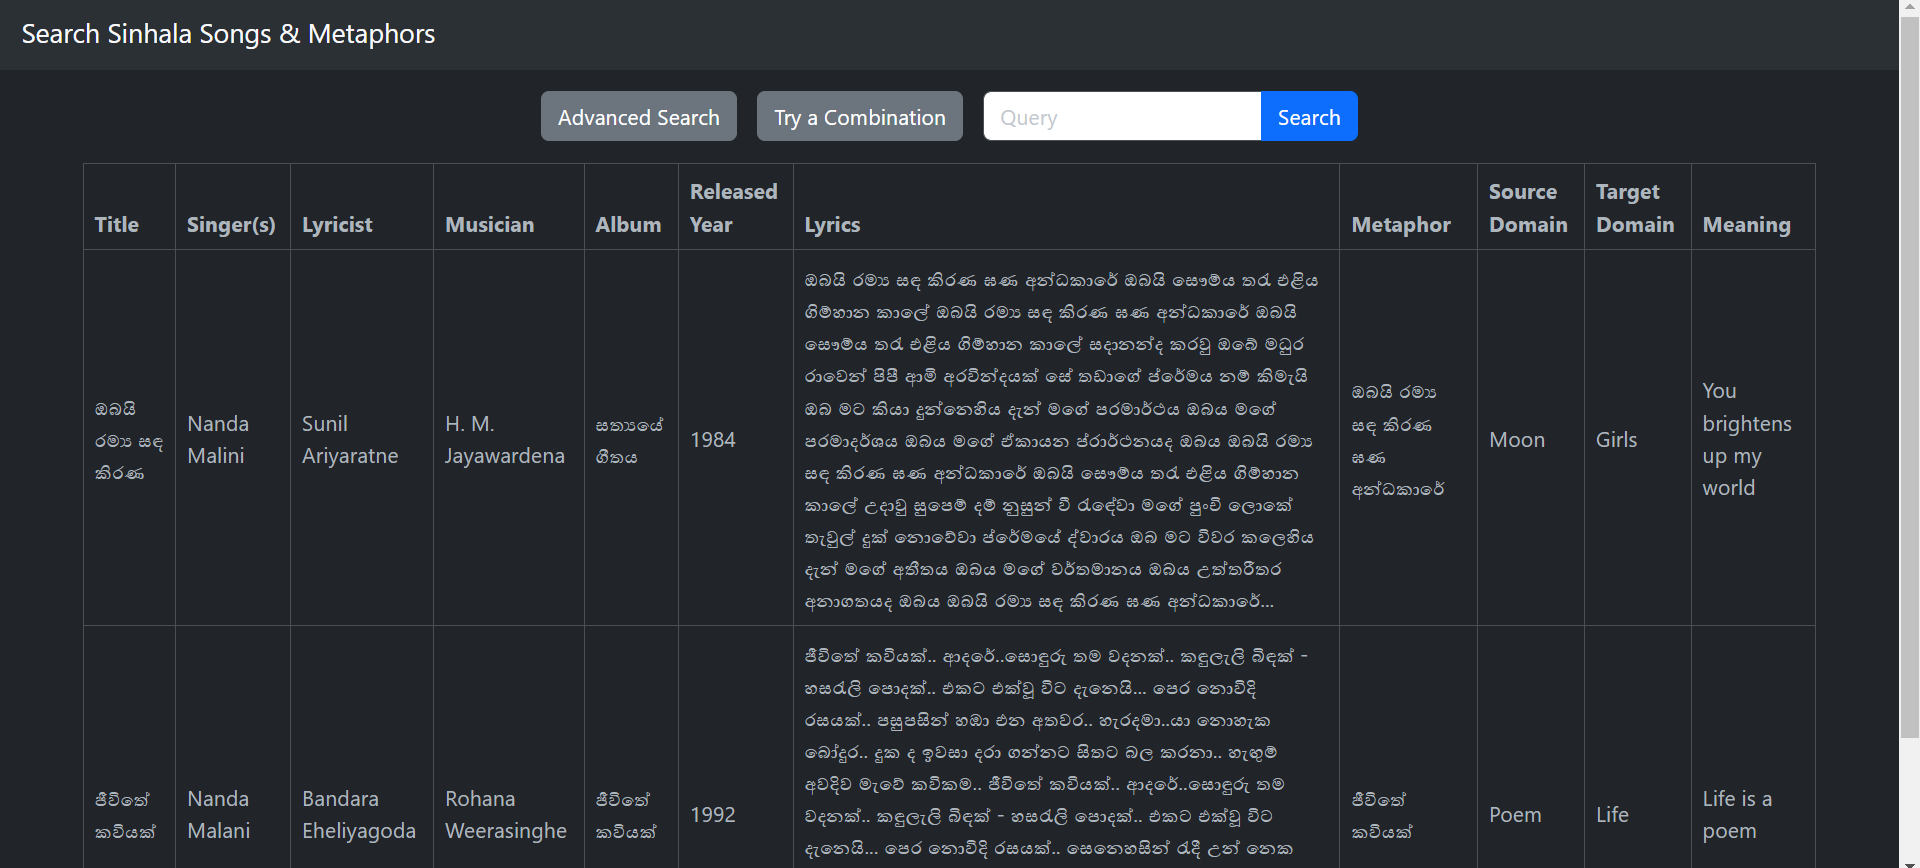 Search Sinhala Songs & Metaphors
Advanced Search
Try a Combination
Query
Search
Title
Singer(s)
Lyricist
Musician
Album
Released
Year
Lyrics
Metaphor
Source
Domain
Target
Domain
Meaning
ඔබයි
රම්‍ය සඳ
කිරණ
Nanda
Malini
Sunil
Ariyaratne
H. M.
Jayawardena
සත්‍යයේ
ගීතය
1984
ඔබයි රම්‍ය සඳ කිරණ ඝණ අන්ධකාරේ ඔබයි සෞම්ය තරු එළිය
ගිම්හාන කාලේ ඔබයි රම්‍ය සඳ කිරණ ඝණ අන්ධකාරේ ඔබයි
සෞම්ය තරු එළිය ගිම්හාන කාලේ සදානන්ද කරවු ඔබේ මධුර
රාවෙන් පිපී ආමි අරවින්දයක් සේ තඩාගේ ප්රේමය නම් කිමැයි
ඔබ මට කියා දුන්නෙහිය දැන් මගේ පරමාර්ථය ඔබය මගේ
පරමාදර්ශය ඔබය මගේ ඒකායන ප්රාර්ථනයද ඔබය ඔබයි රම්‍ය
සඳ කිරණ ඝණ අන්ධකාරේ ඔබයි සෞම්ය තරු එළිය ගිම්හාන
කාලේ උදාවු සුපෙම් දම් නුසුන් වී රැඳේවා මගේ පුංචි ලොකේ
තැවුල් දුක් නොවේවා ප්රේමයේ ද්වාරය ඔබ මට විවර කලෙහිය
දැන් මගේ අතීතය ඔබය මගේ වර්තමානය ඔබය උත්තරීතර
අනාගතයද ඔබය ඔබයි රම්‍ය සඳ කිරණ ඝණ අන්ධකාරේ...
ඔබයි රම්‍ය
සඳ කිරණ
ඝණ
අන්ධකාරේ
Moon
Girls
You
brightens
up my
world
ජීවිතේ
කවියක්
Nanda
Malani
Bandara
Eheliyagoda
Rohana
Weerasinghe
ජීවිතේ
කවියක්
1992
ජීවිතේ කවියක්.. ආදරේ..සොඳුරු තම වදනක්.. කඳුලැලි බිඳක් -
හසරැලි පොදක්.. එකට එක්වූ විට දැනෙයි... පෙර නොවිදි
රසයක්.. පසුපසින් හඹා එන අතවර.. හැරදමා..යා නොහැක
බෝදුර.. දුක ද ඉවසා දරා ගන්නට සිතට බල කරනා.. හැඟුම්
අවදිව මැවේ කවිකම.. ජීවිතේ කවියක්.. ආදරේ..සොඳුරු තම
වදනක්.. කඳුලැලි බිඳක් - හසරැලි පොදක්.. එකට එක්වූ විට
දැනෙයි... පෙර නොවිදි රසයක්.. සෙනෙහසින් රැදී උන් නෙක
ජීවිතේ
කවියක්
Poem
Life
Life is a
poem